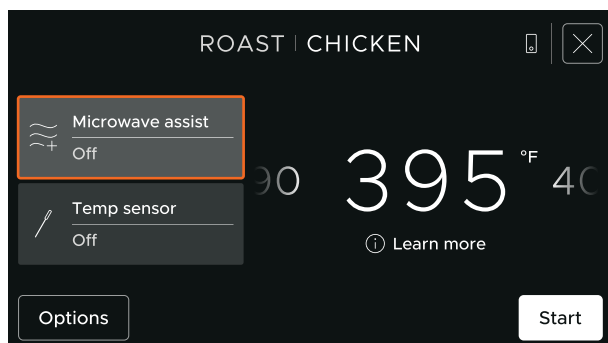 ROAST | CHICKEN
Microwave assist
Off
395 °F
Temp sensor
Off
Learn more
Options
Start